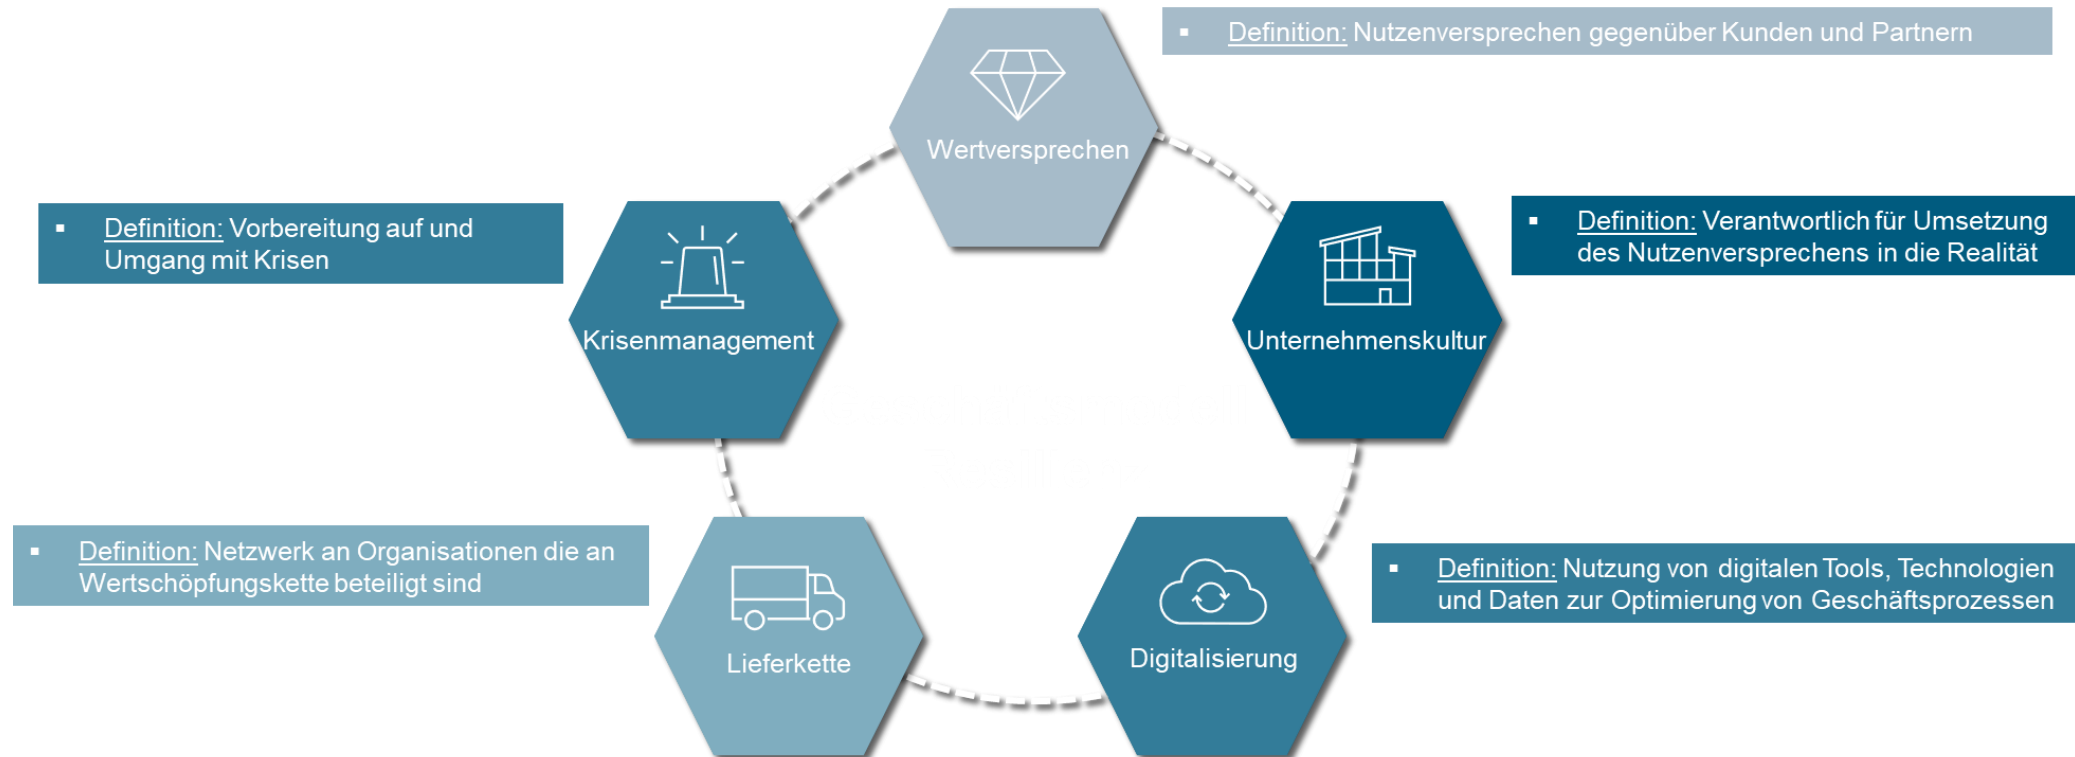 ▪ Definition: Nutzenversprechen gegenüber Kunden und Partnern
Wertversprechen
▪ Definition: Vorbereitung auf und
Umgang mit Krisen
Krisenmanagement
▪ Definition: Verantwortlich für Umsetzung
des Nutzenversprechens in die Realität
Unternehmenskultur
▪ Definition: Netzwerk an Organisationen die an
Wertschöpfungskette beteiligt sind
Lieferkette
▪ Definition: Nutzung von digitalen Tools, Technologien
und Daten zur Optimierung von Geschäftsprozessen
Digitalisierung